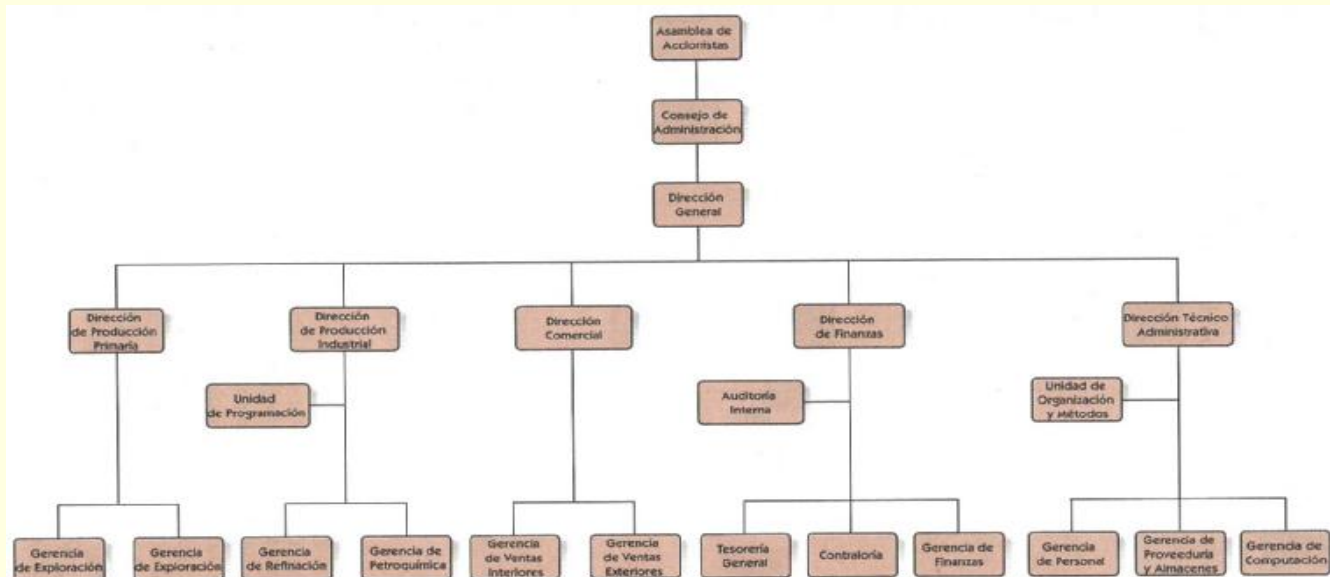 Asamblea de
Accionistas
Consejo de
Administración
Dirección
General
Dirección
de Producción
Primaria
Dirección
de Producción
Industrial
Dirección
Comercial
Dirección
de Finanzas
Dirección Técnico
Administrativa
Unidad
de Programación
Auditoría
Interna
Unidad de
Organización
y Métodos
Gerencia
de Exploración
Gerencia
de Exploración
Gerencia
de Refinación
Gerencia de
Petroquímica
Gerencia
de Ventas
Interiores
Gerencia
de Ventas
Exteriores
Tesorería
General
Contraloría
Gerencia de
Finanzas
Gerencia
de Personal
Gerencia de
Proveeduría
y Almacenes
Gerencia de
Computación